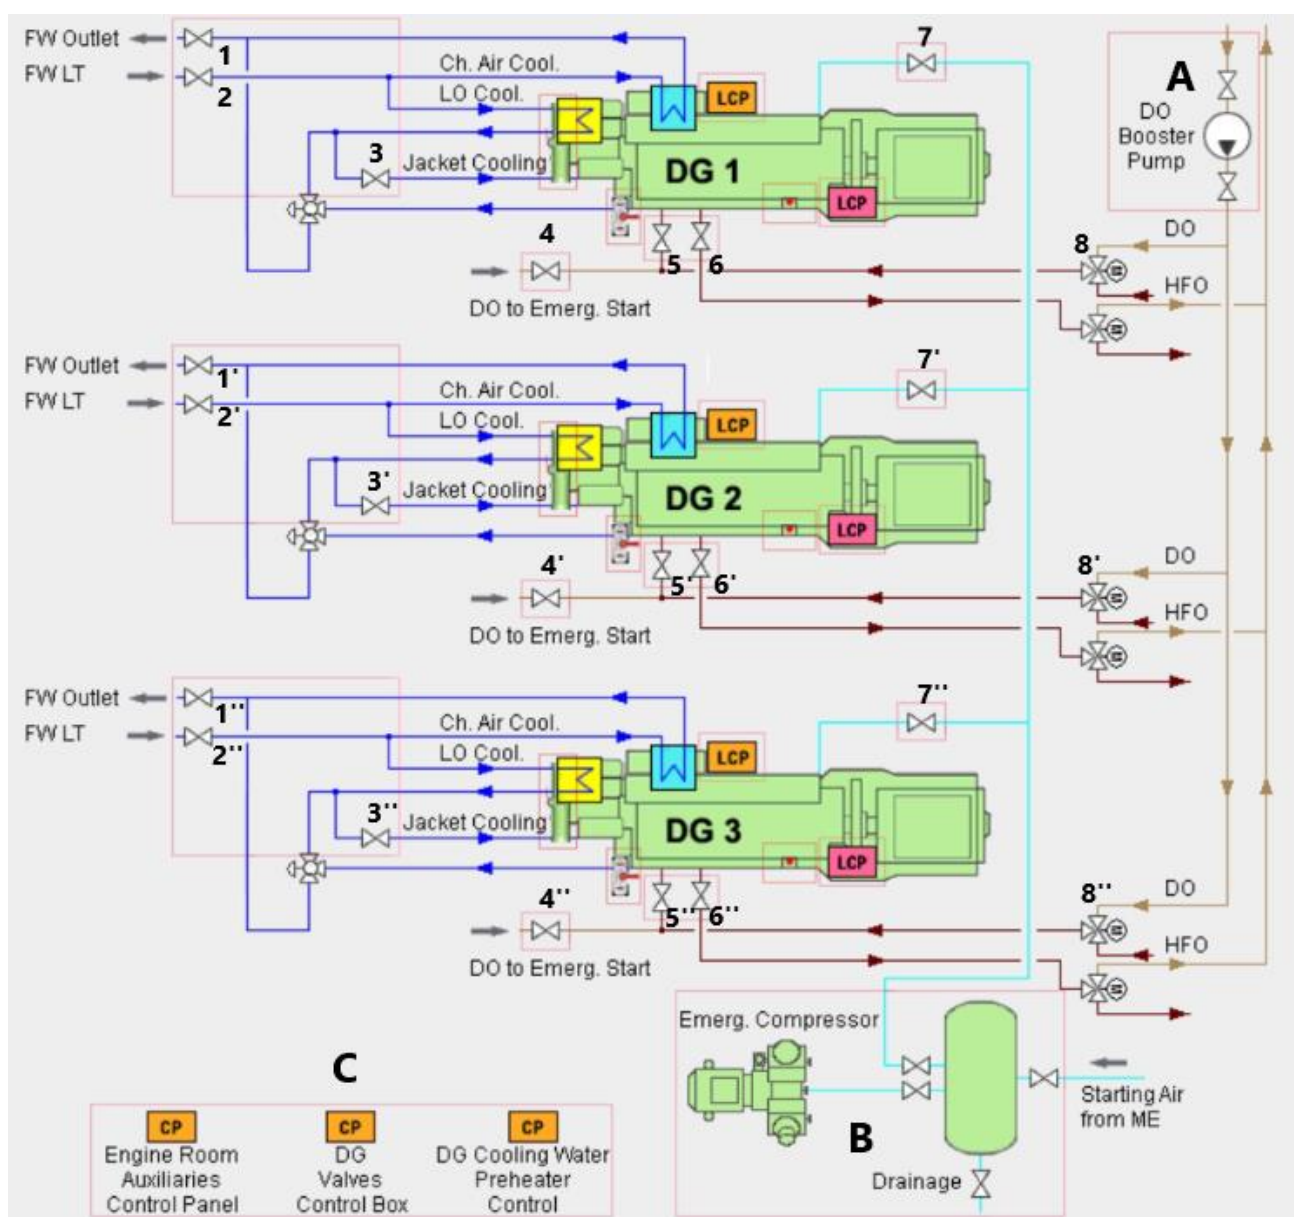 FW Outlet
1
FW LT
2
Ch. Air Cool.
LO Cool.
3
Jacket Cooling
LCP
DG 1
LCP
7
A
DO
Booster
Pump
4
5
6
DO to Emerg. Start
8
DO
HFO
FW Outlet
1'
FW LT
2'
Ch. Air Cool.
LO Cool.
3'
Jacket Cooling
LCP
DG 2
LCP
7'
4'
5'
6'
DO to Emerg. Start
8'
DO
HFO
FW Outlet
1''
FW LT
2''
Ch. Air Cool.
LO Cool.
3''
Jacket Cooling
LCP
DG 3
LCP
7''
4''
5''
6''
DO to Emerg. Start
8''
DO
HFO
Emerg. Compressor
B
Starting Air
from ME
Drainage
C
CP
Engine Room
Auxiliaries
Control Panel
CP
DG
Valves
Control Box
CP
DG Cooling Water
Preheater
Control